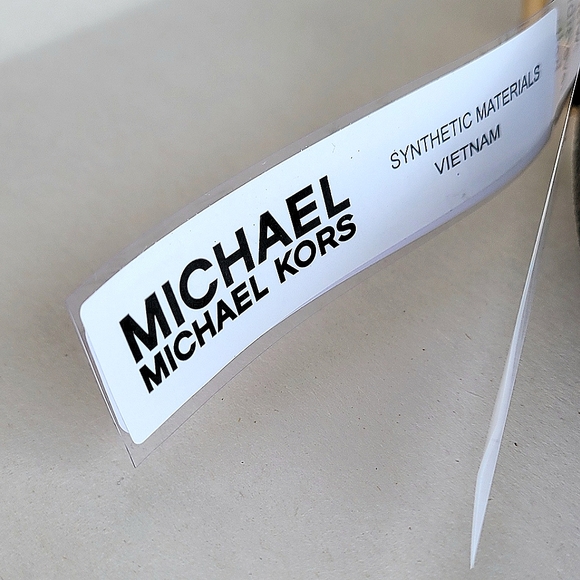 MICHAEL
MICHAEL KORS
SYNTHETIC MATERIALS
VIETNAM